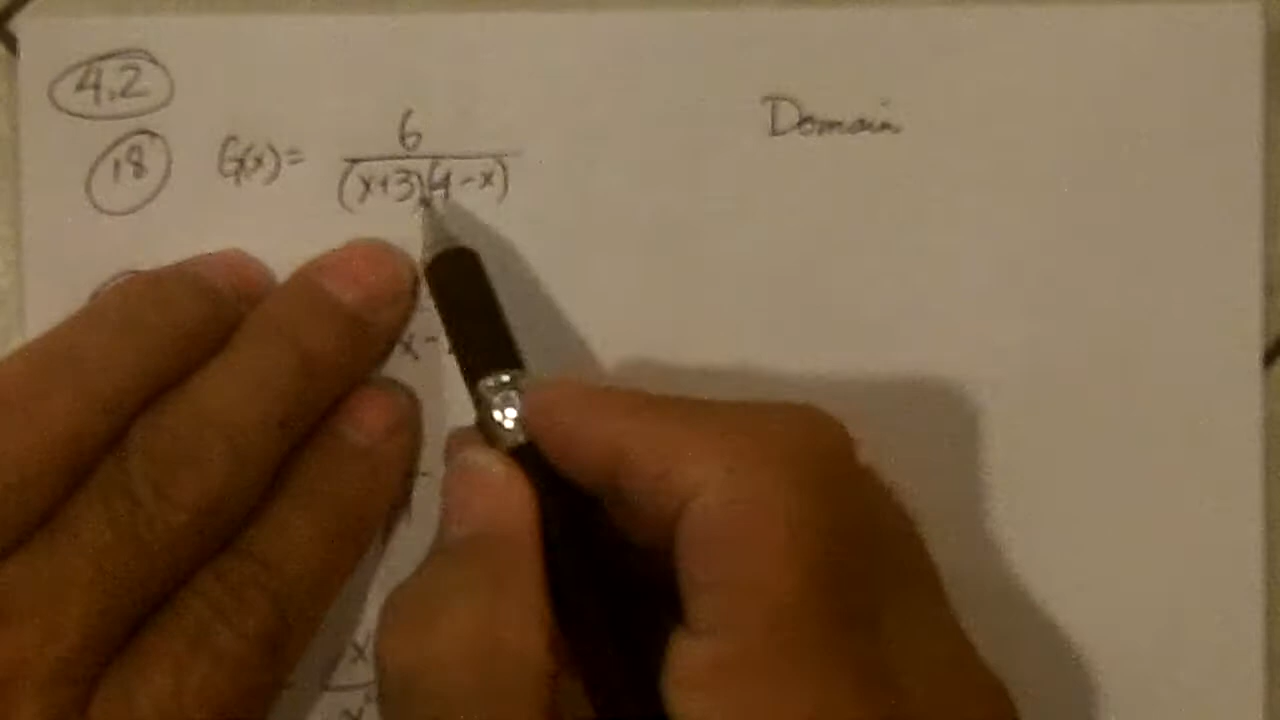 4.2
Domain
18 G(x) = 6
(x+3)(4-x)
x -
x
x